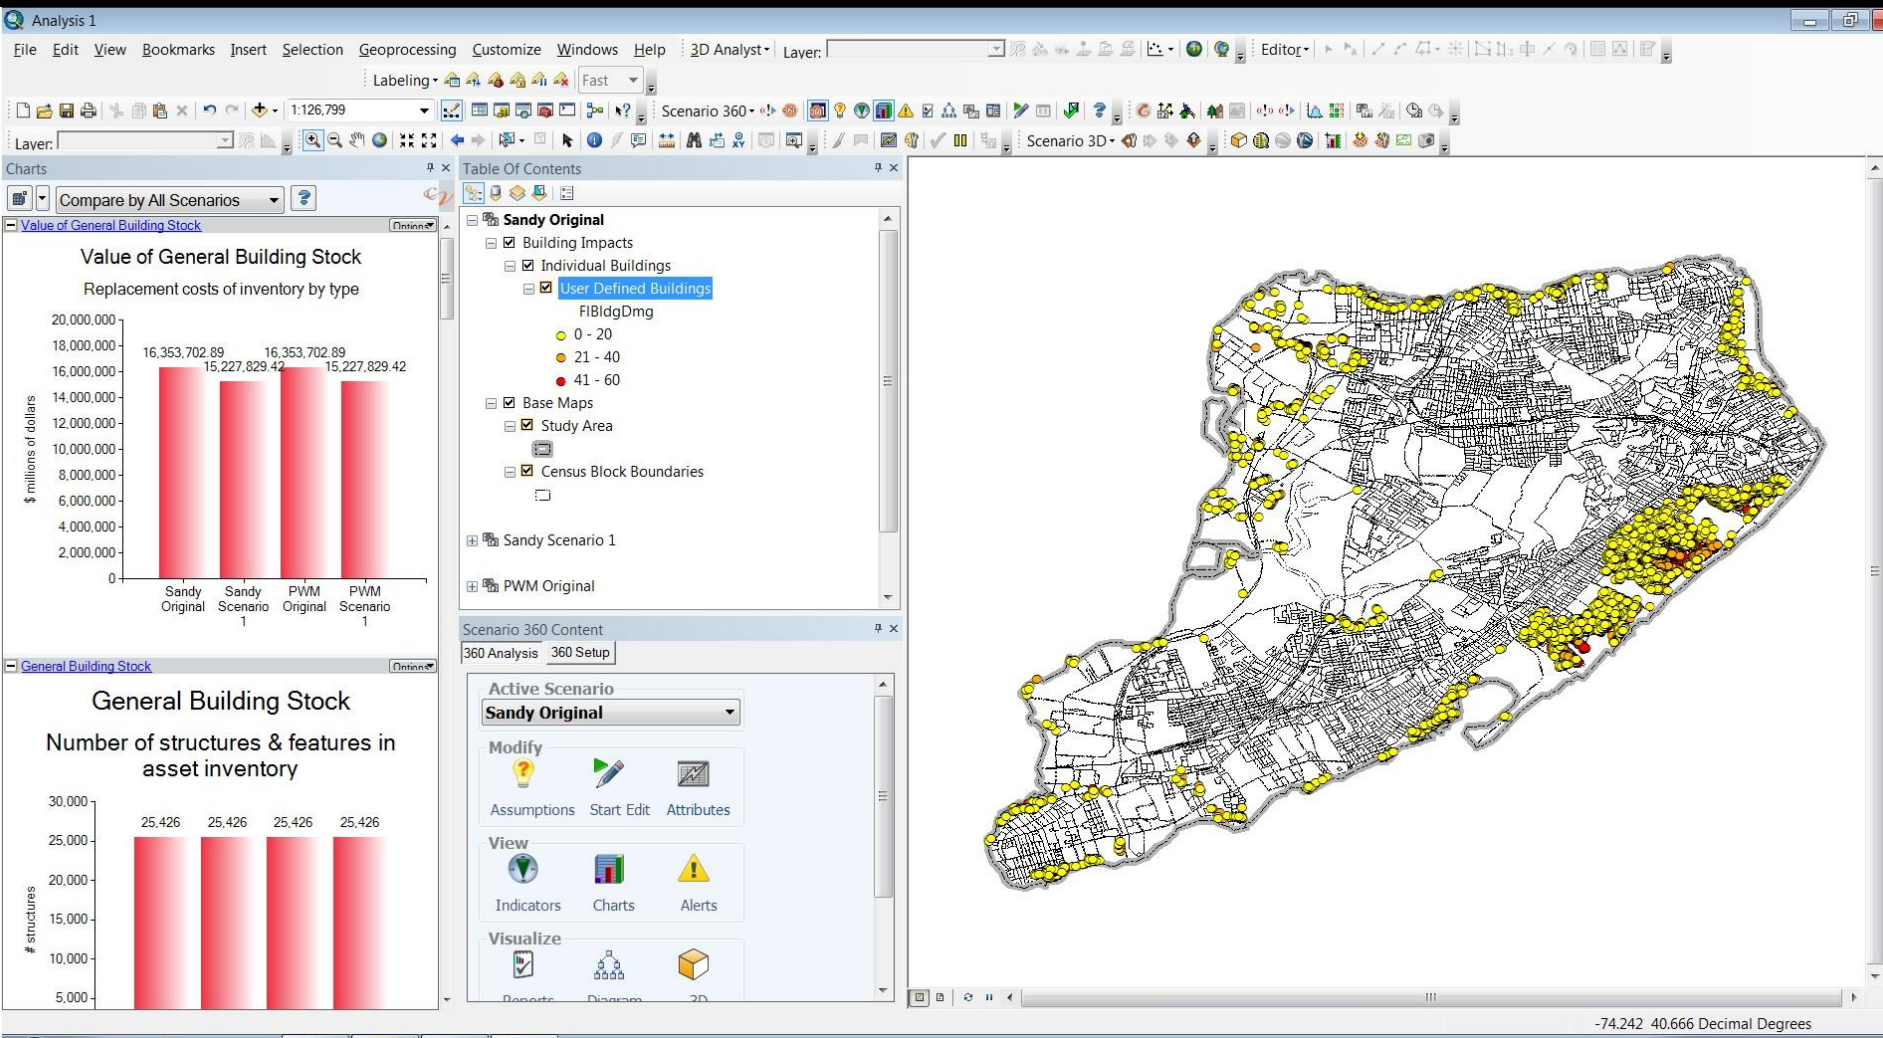 Analysis 1
File Edit View Bookmarks Insert Selection Geoprocessing Customize Windows Help 3D Analyst Layer: Editor
Labeling Fast
1:126,799 Scenario 360
Layer: Scenario 3D
Charts
Compare by All Scenarios
Value of General Building Stock Options
Value of General Building Stock
Replacement costs of inventory by type
$ millions of dollars
20,000,000
18,000,000
16,000,000
14,000,000
12,000,000
10,000,000
8,000,000
6,000,000
4,000,000
2,000,000
0
16,353,702.89 15,227,829.42 16,353,702.89 15,227,829.42
Sandy Original
Sandy Scenario 1
PWM Original
PWM Scenario 1
General Building Stock Options
General Building Stock
Number of structures & features in
asset inventory
# structures
30,000
25,000
20,000
15,000
10,000
5,000
25,426 25,426 25,426 25,426
Table Of Contents
Sandy Original
Building Impacts
Individual Buildings
User Defined Buildings
FlBldgDmg
0 - 20
21 - 40
41 - 60
Base Maps
Study Area
Census Block Boundaries
Sandy Scenario 1
PWM Original
Scenario 360 Content
360 Analysis 360 Setup
Active Scenario
Sandy Original
Modify
Assumptions Start Edit Attributes
View
Indicators Charts Alerts
Visualize
Reports Diagram 3D
-74.242 40.666 Decimal Degrees